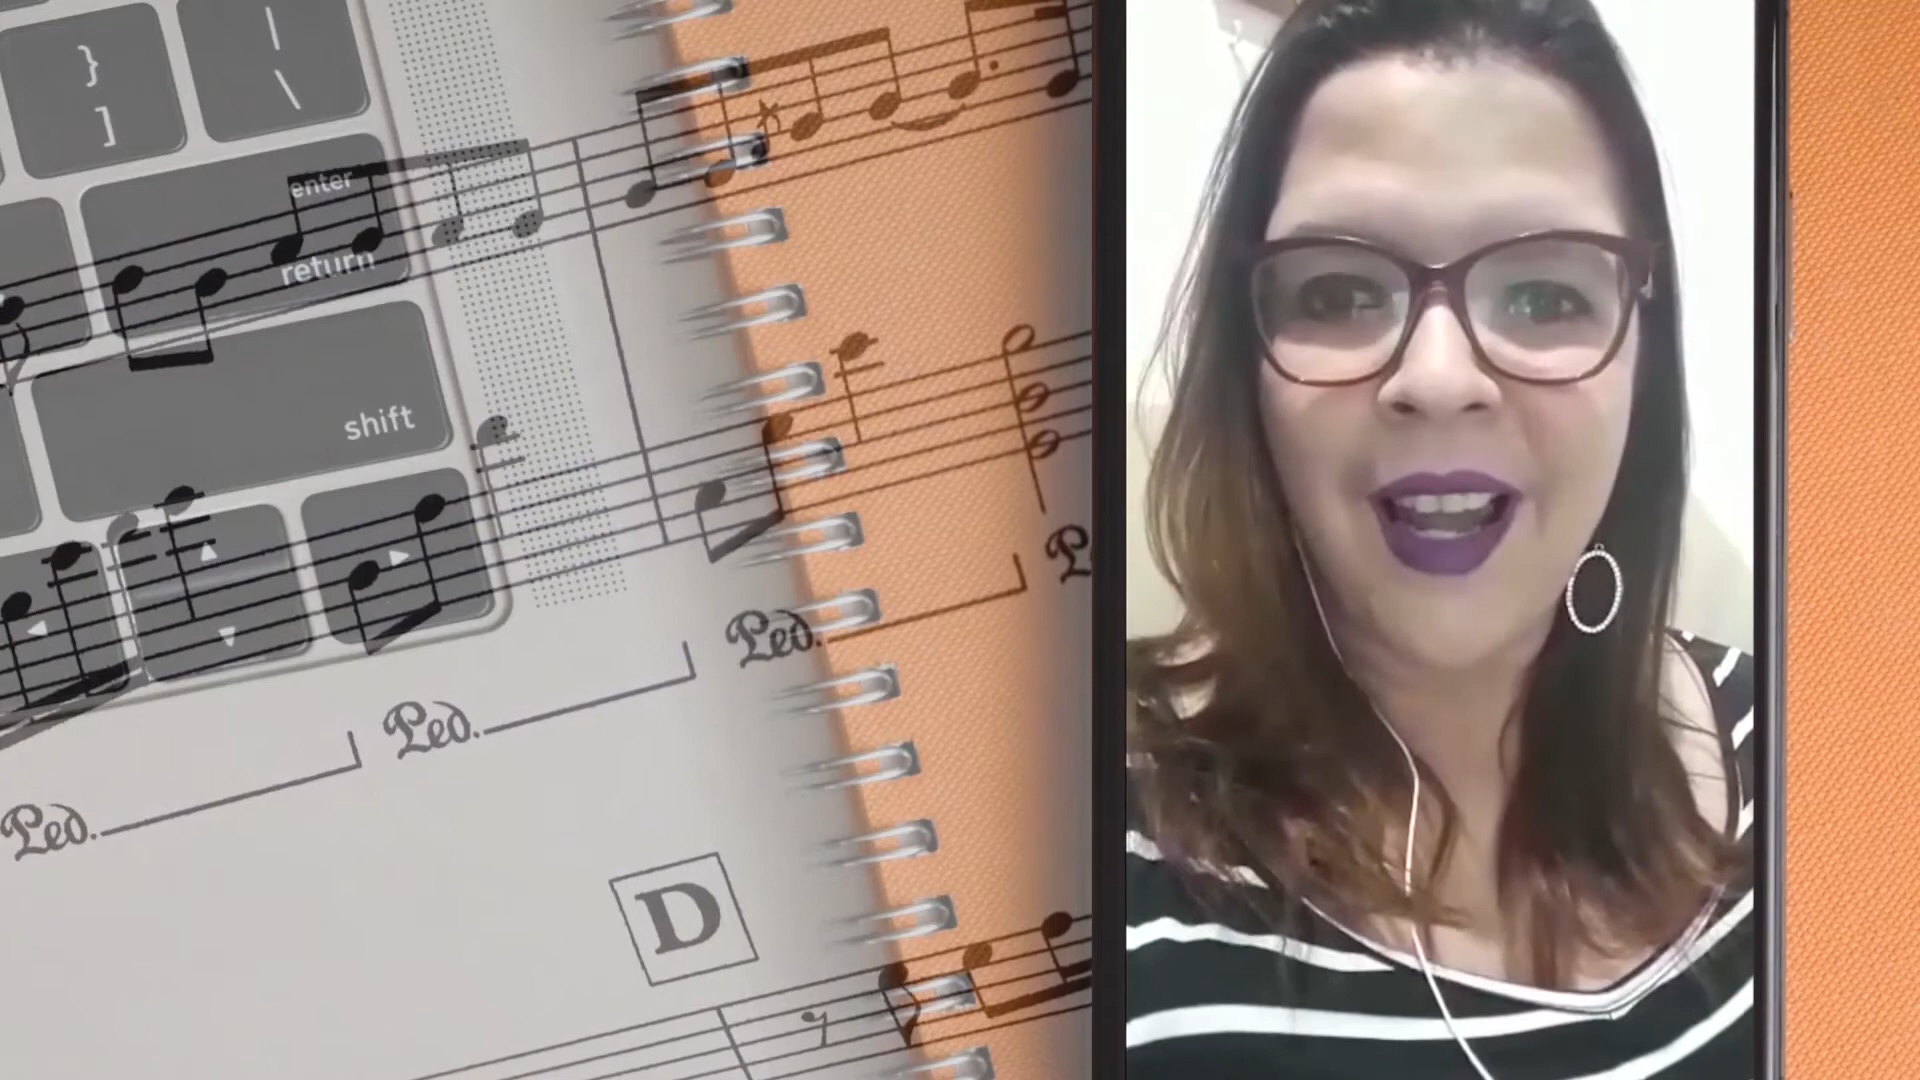 }
]
|
\
enter
return
shift
Ped.
Ped.
Ped.
D